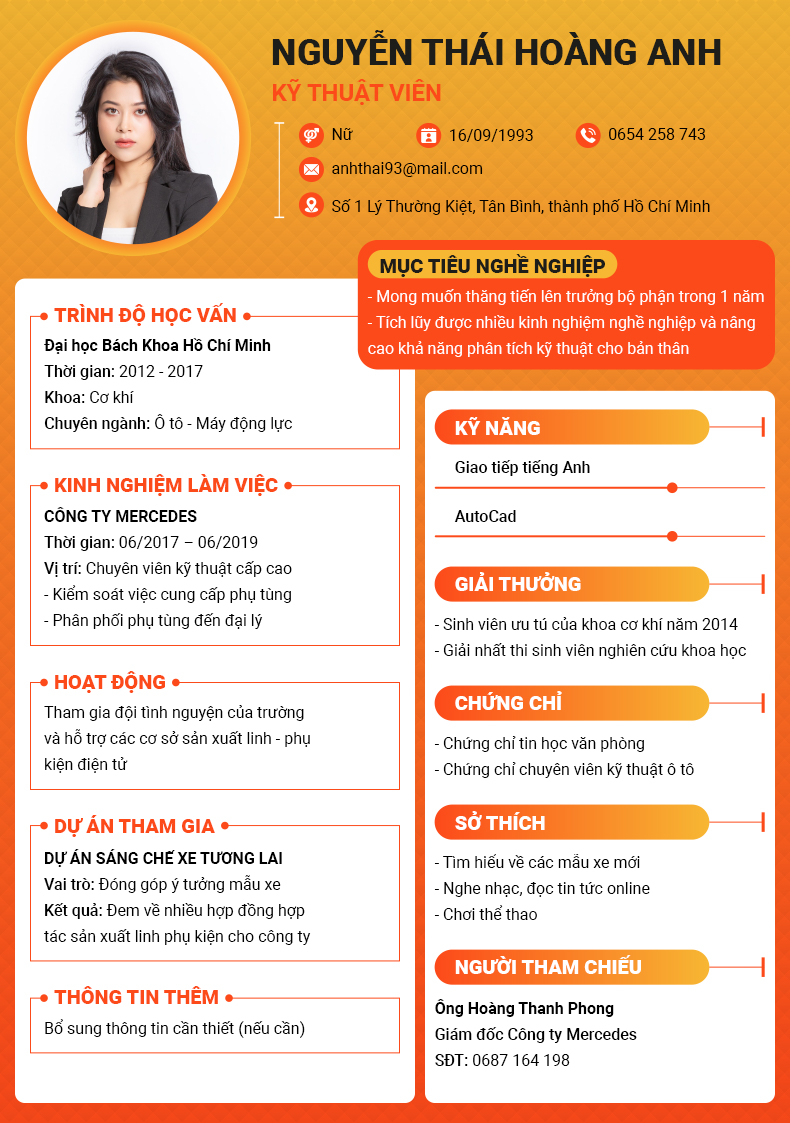 NGUYỄN THÁI HOÀNG ANH
KỸ THUẬT VIÊN
Nữ
16/09/1993
0654 258 743
anhthai93@mail.com
Số 1 Lý Thường Kiệt, Tân Bình, thành phố Hồ Chí Minh
MỤC TIÊU NGHỀ NGHIỆP
- Mong muốn thăng tiến lên trưởng bộ phận trong 1 năm
- Tích lũy được nhiều kinh nghiệm nghề nghiệp và nâng
cao khả năng phân tích kỹ thuật cho bản thân
TRÌNH ĐỘ HỌC VẤN
Đại học Bách Khoa Hồ Chí Minh
Thời gian: 2012 - 2017
Khoa: Cơ khí
Chuyên ngành: Ô tô - Máy động lực
KINH NGHIỆM LÀM VIỆC
CÔNG TY MERCEDES
Thời gian: 06/2017 – 06/2019
Vị trí: Chuyên viên kỹ thuật cấp cao
- Kiểm soát việc cung cấp phụ tùng
- Phân phối phụ tùng đến đại lý
HOẠT ĐỘNG
Tham gia đội tình nguyện của trường
và hỗ trợ các cơ sở sản xuất linh - phụ
kiện điện tử
DỰ ÁN THAM GIA
DỰ ÁN SÁNG CHẾ XE TƯƠNG LAI
Vai trò: Đóng góp ý tưởng mẫu xe
Kết quả: Đem về nhiều hợp đồng hợp
tác sản xuất linh phụ kiện cho công ty
THÔNG TIN THÊM
Bổ sung thông tin cần thiết (nếu cần)
KỸ NĂNG
Giao tiếp tiếng Anh
AutoCad
GIẢI THƯỞNG
- Sinh viên ưu tú của khoa cơ khí năm 2014
- Giải nhất thi sinh viên nghiên cứu khoa học
CHỨNG CHỈ
- Chứng chỉ tin học văn phòng
- Chứng chỉ chuyên viên kỹ thuật ô tô
SỞ THÍCH
- Tìm hiểu về các mẫu xe mới
- Nghe nhạc, đọc tin tức online
- Chơi thể thao
NGƯỜI THAM CHIẾU
Ông Hoàng Thanh Phong
Giám đốc Công ty Mercedes
SĐT: 0687 164 198